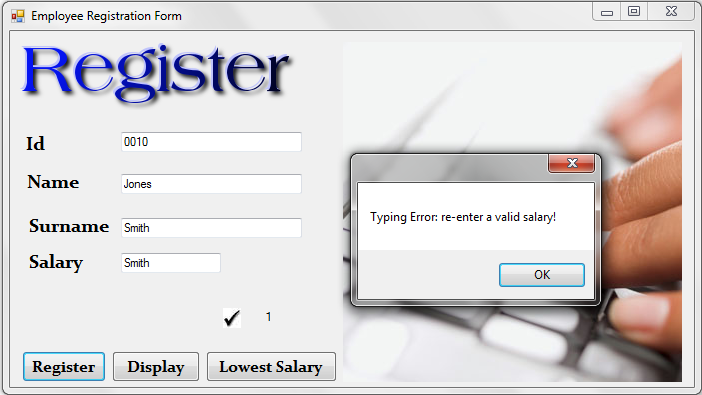 Employee Registration Form
Register
Id 0010
Name Jones
Surname Smith
Salary Smith
1
Register Display Lowest Salary
Typing Error: re-enter a valid salary!
OK